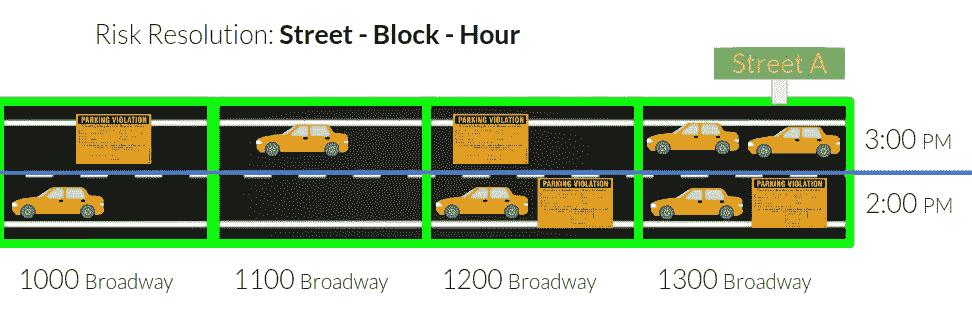 Risk Resolution: Street - Block - Hour
Street A
PARKING VIOLATION
PARKING VIOLATION
3:00 PM
PARKING VIOLATION
PARKING VIOLATION
2:00 PM
1000 Broadway
1100 Broadway
1200 Broadway
1300 Broadway